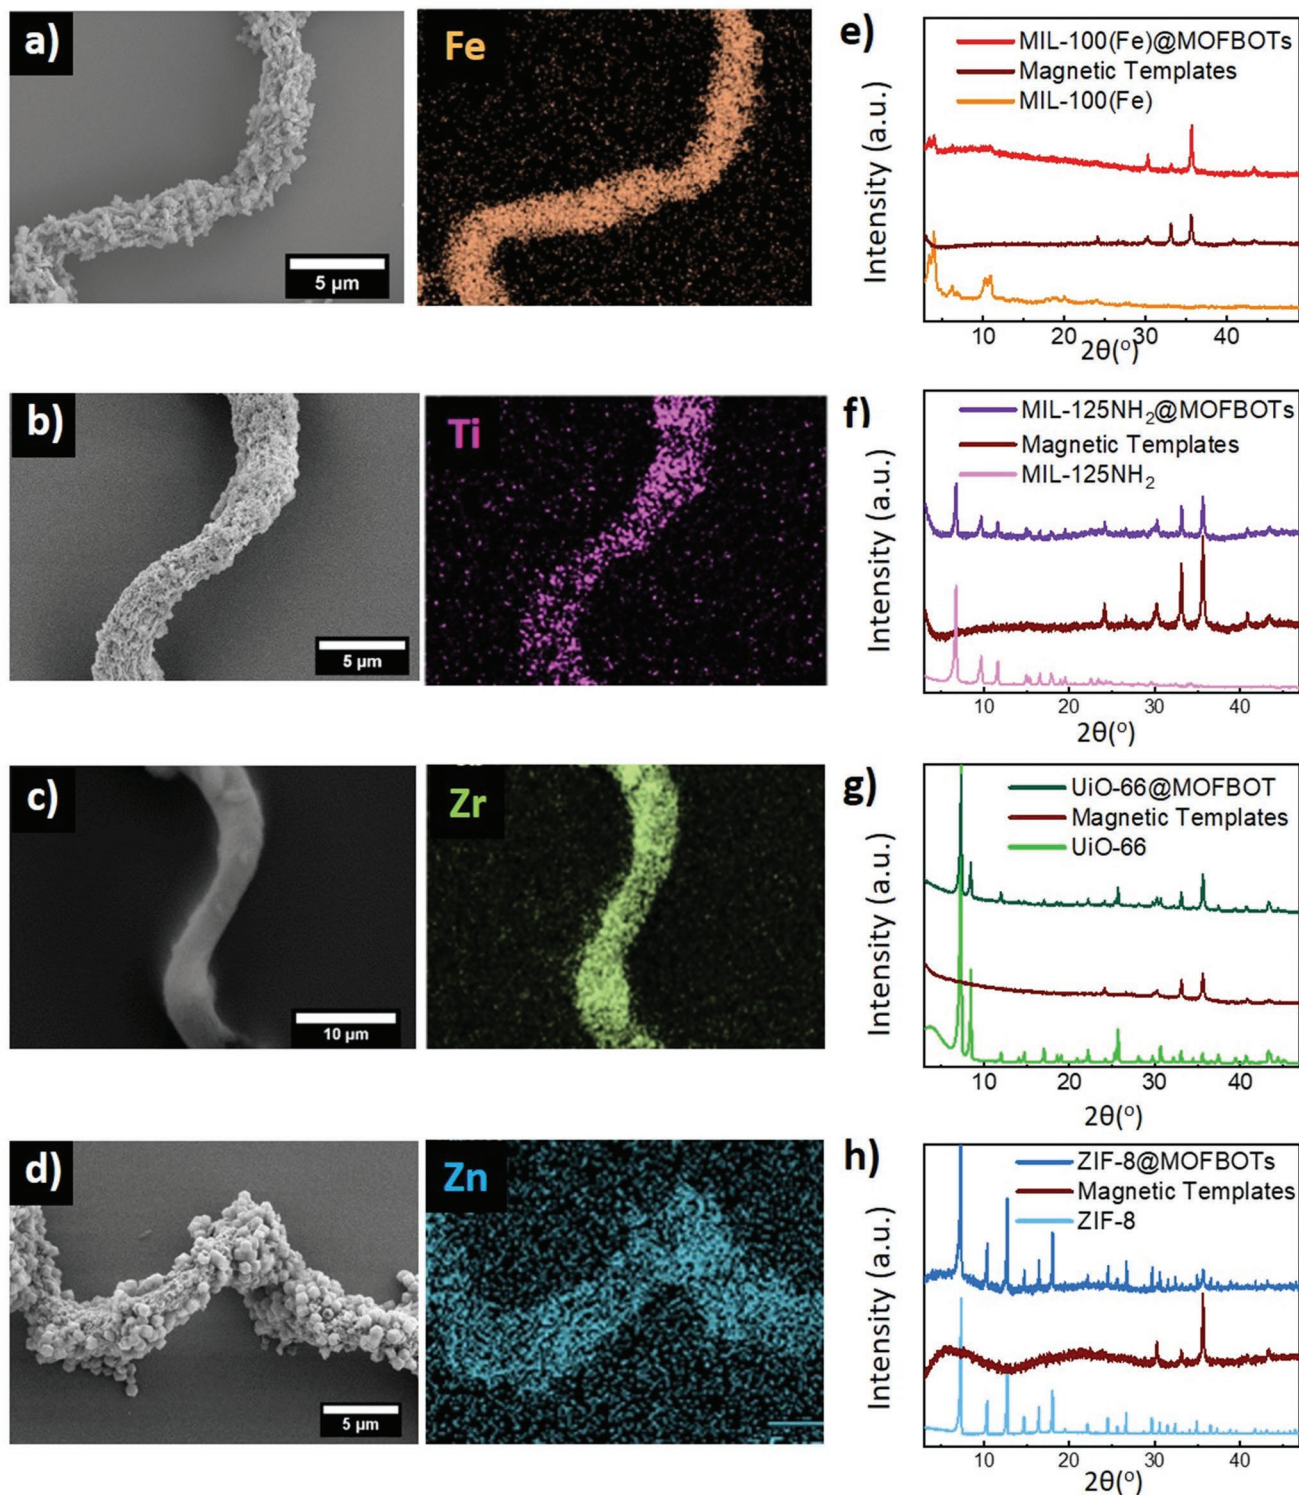 a)
Fe
5 µm
e)
MIL-100(Fe)@MOFBOTs
Magnetic Templates
MIL-100(Fe)
Intensity (a.u.)
10 20 30 40
2θ(°)
b)
Ti
5 µm
f)
MIL-125NH₂@MOFBOTs
Magnetic Templates
MIL-125NH₂
Intensity (a.u.)
10 20 30 40
2θ(°)
c)
Zr
10 µm
g)
UiO-66@MOFBOT
Magnetic Templates
UiO-66
Intensity (a.u.)
10 20 30 40
2θ(°)
d)
Zn
5 µm
h)
ZIF-8@MOFBOTs
Magnetic Templates
ZIF-8
Intensity (a.u.)
10 20 30 40
2θ(°)